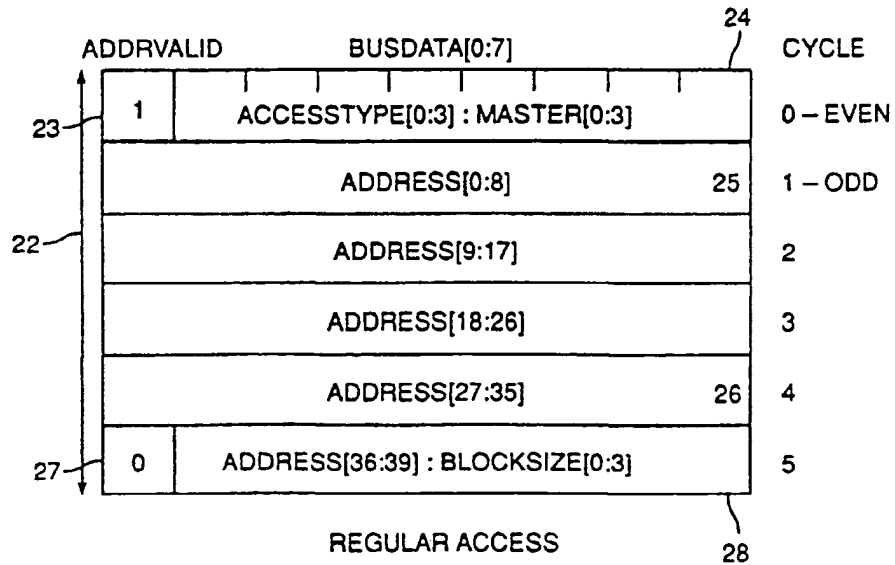 24
ADDRVALID BUSDATA[0:7] CYCLE
23 1 ACCESSTYPE[0:3] : MASTER[0:3] 0 – EVEN
ADDRESS[0:8] 25 1 – ODD
22 ADDRESS[9:17] 2
ADDRESS[18:26] 3
ADDRESS[27:35] 26 4
27 0 ADDRESS[36:39] : BLOCKSIZE[0:3] 5
REGULAR ACCESS 28